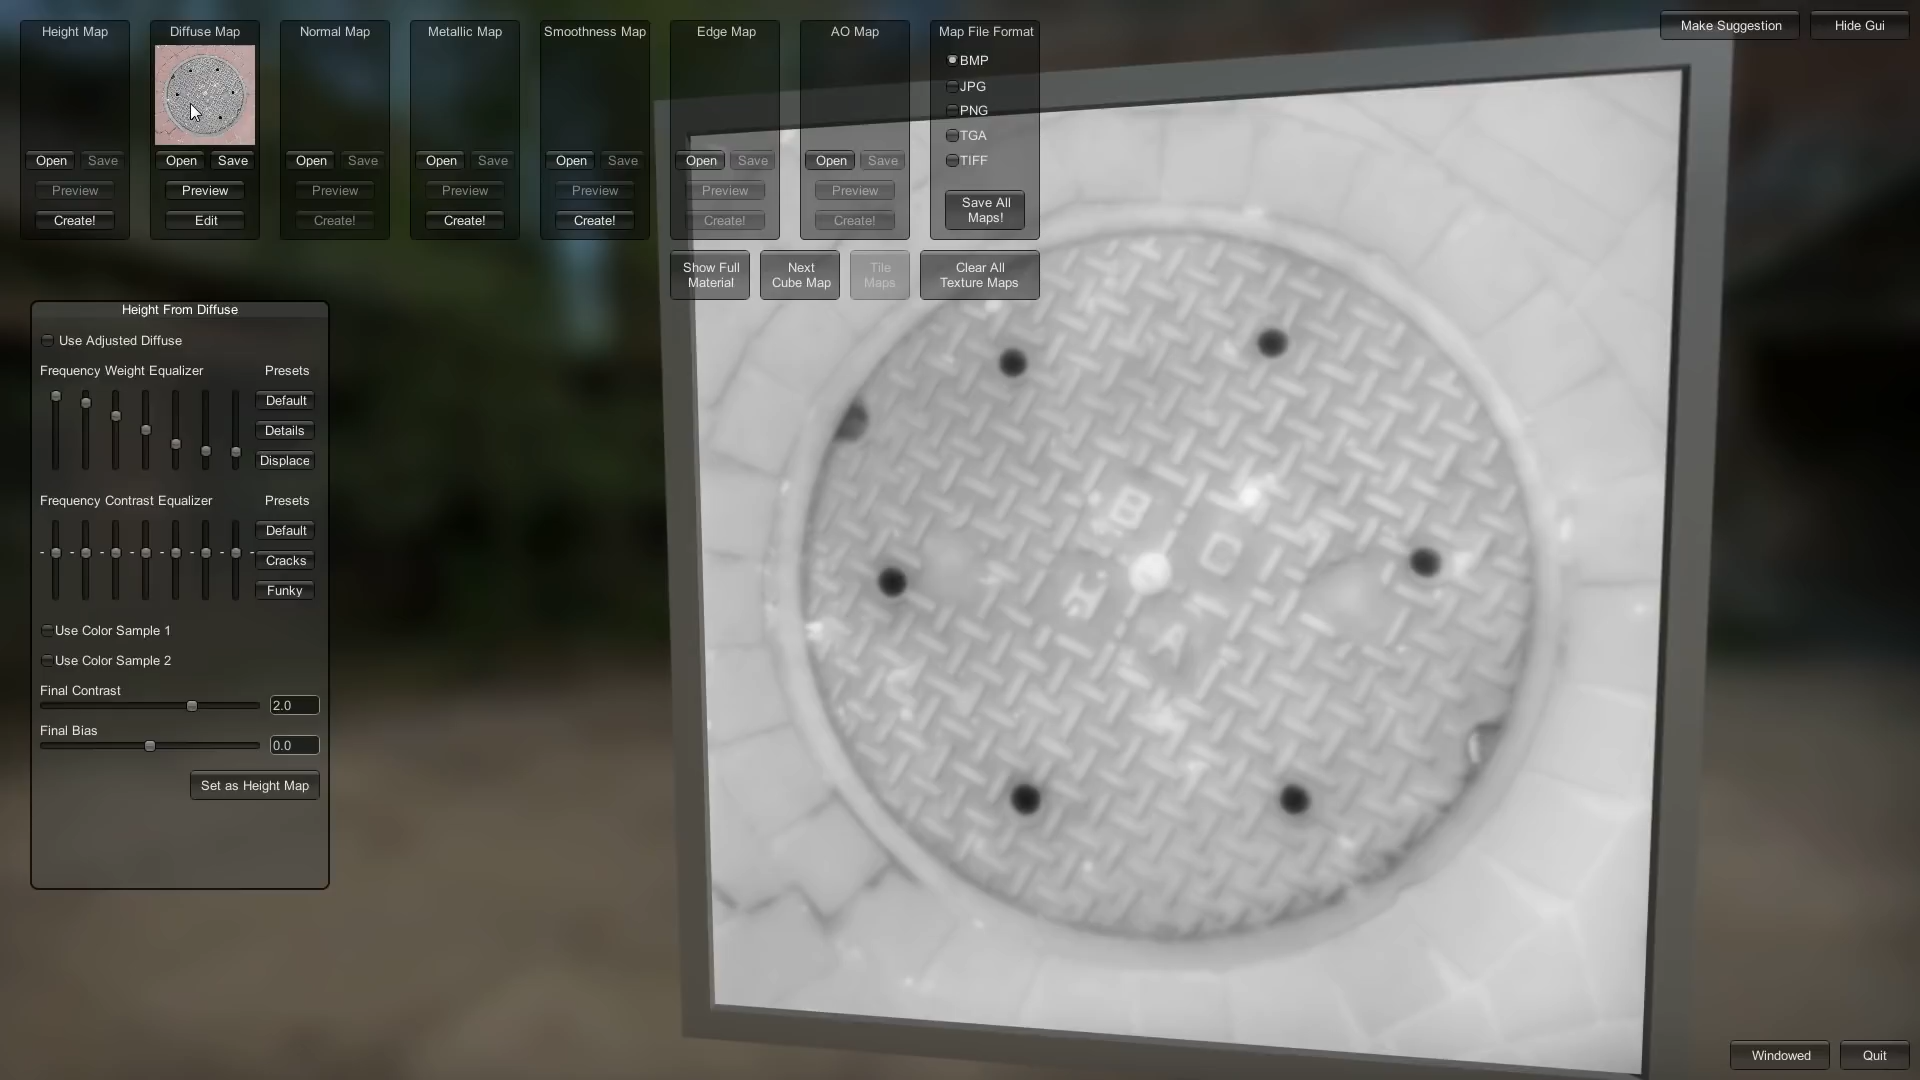 Height Map
Diffuse Map
Normal Map
Metallic Map
Smoothness Map
Edge Map
AO Map
Map File Format
Make Suggestion
Hide Gui
BMP
JPG
PNG
TGA
TIFF
Open Save
Open Save
Open Save
Open Save
Open Save
Open Save
Open Save
Preview
Preview
Preview
Preview
Preview
Preview
Preview
Create!
Edit
Create!
Create!
Create!
Create!
Create!
Save All
Maps!
Show Full
Material
Next
Cube Map
Tile
Maps
Clear All
Texture Maps
Height From Diffuse
Use Adjusted Diffuse
Frequency Weight Equalizer
Presets
Default
Details
Displace
Frequency Contrast Equalizer
Presets
Default
Cracks
Funky
Use Color Sample 1
Use Color Sample 2
Final Contrast
2.0
Final Bias
0.0
Set as Height Map
B
C
H
A
Windowed
Quit